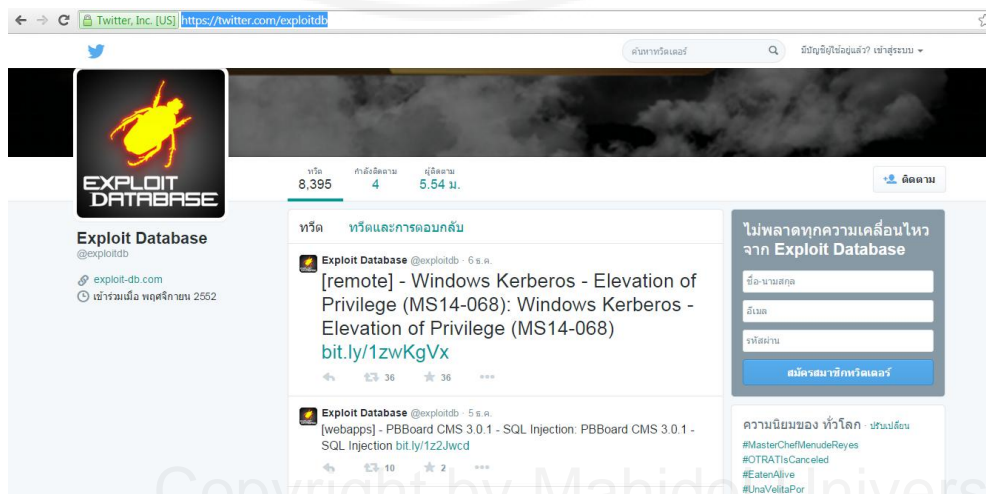 Twitter, Inc. [US] https://twitter.com/exploitdb
ค้นหาทวิตเตอร์
มีบัญชีผู้ใช้อยู่แล้ว? เข้าสู่ระบบ
EXPLOIT
DATABASE
ทวีต กำลังติดตาม ผู้ติดตาม
8,395 4 5.54 ม.
ติดตาม
Exploit Database
@exploitdb
exploit-db.com
เข้าร่วมเมื่อ พฤศจิกายน 2552
ทวีต ทวีตและการตอบกลับ
Exploit Database @exploitdb · 6 ธ.ค.
[remote] - Windows Kerberos - Elevation of
Privilege (MS14-068): Windows Kerberos -
Elevation of Privilege (MS14-068)
bit.ly/1zwKgVx
36 36
Exploit Database @exploitdb · 5 ธ.ค.
[webapps] - PBBoard CMS 3.0.1 - SQL Injection: PBBoard CMS 3.0.1 -
SQL Injection bit.ly/1z2Jwcd
10 2
ไม่พลาดทุกความเคลื่อนไหว
จาก Exploit Database
ชื่อ-นามสกุล
อีเมล
รหัสผ่าน
สมัครสมาชิกทวิตเตอร์
ความนิยมของ ทั่วโลก · ปรับเปลี่ยน
#MasterChefMenudeReyes
#OTRATIsCanceled
#EatenAlive
#UnaVelitaPor
Copyright by Mahidol Univers